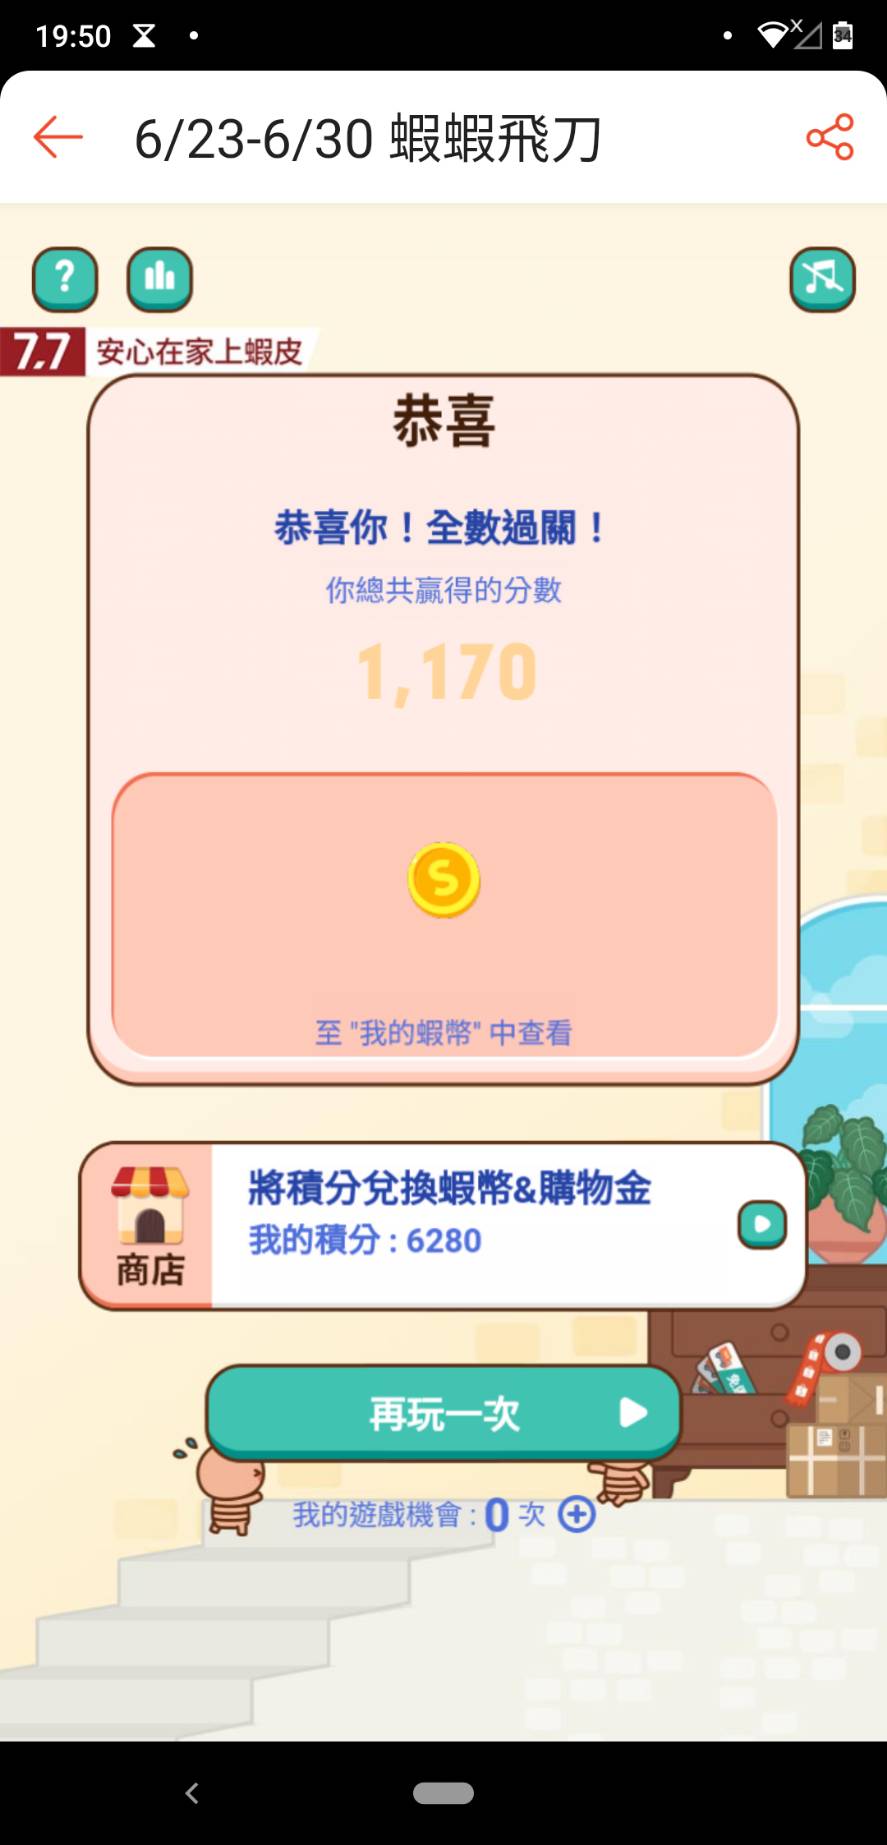 19:50
34
6/23-6/30 蝦蝦飛刀
?
7.7 安心在家上蝦皮
恭喜
恭喜你！全數過關！
你總共贏得的分數
1,170
S
至 "我的蝦幣" 中查看
將積分兌換蝦幣&購物金
我的積分 : 6280
商店
再玩一次
我的遊戲機會 : 0 次